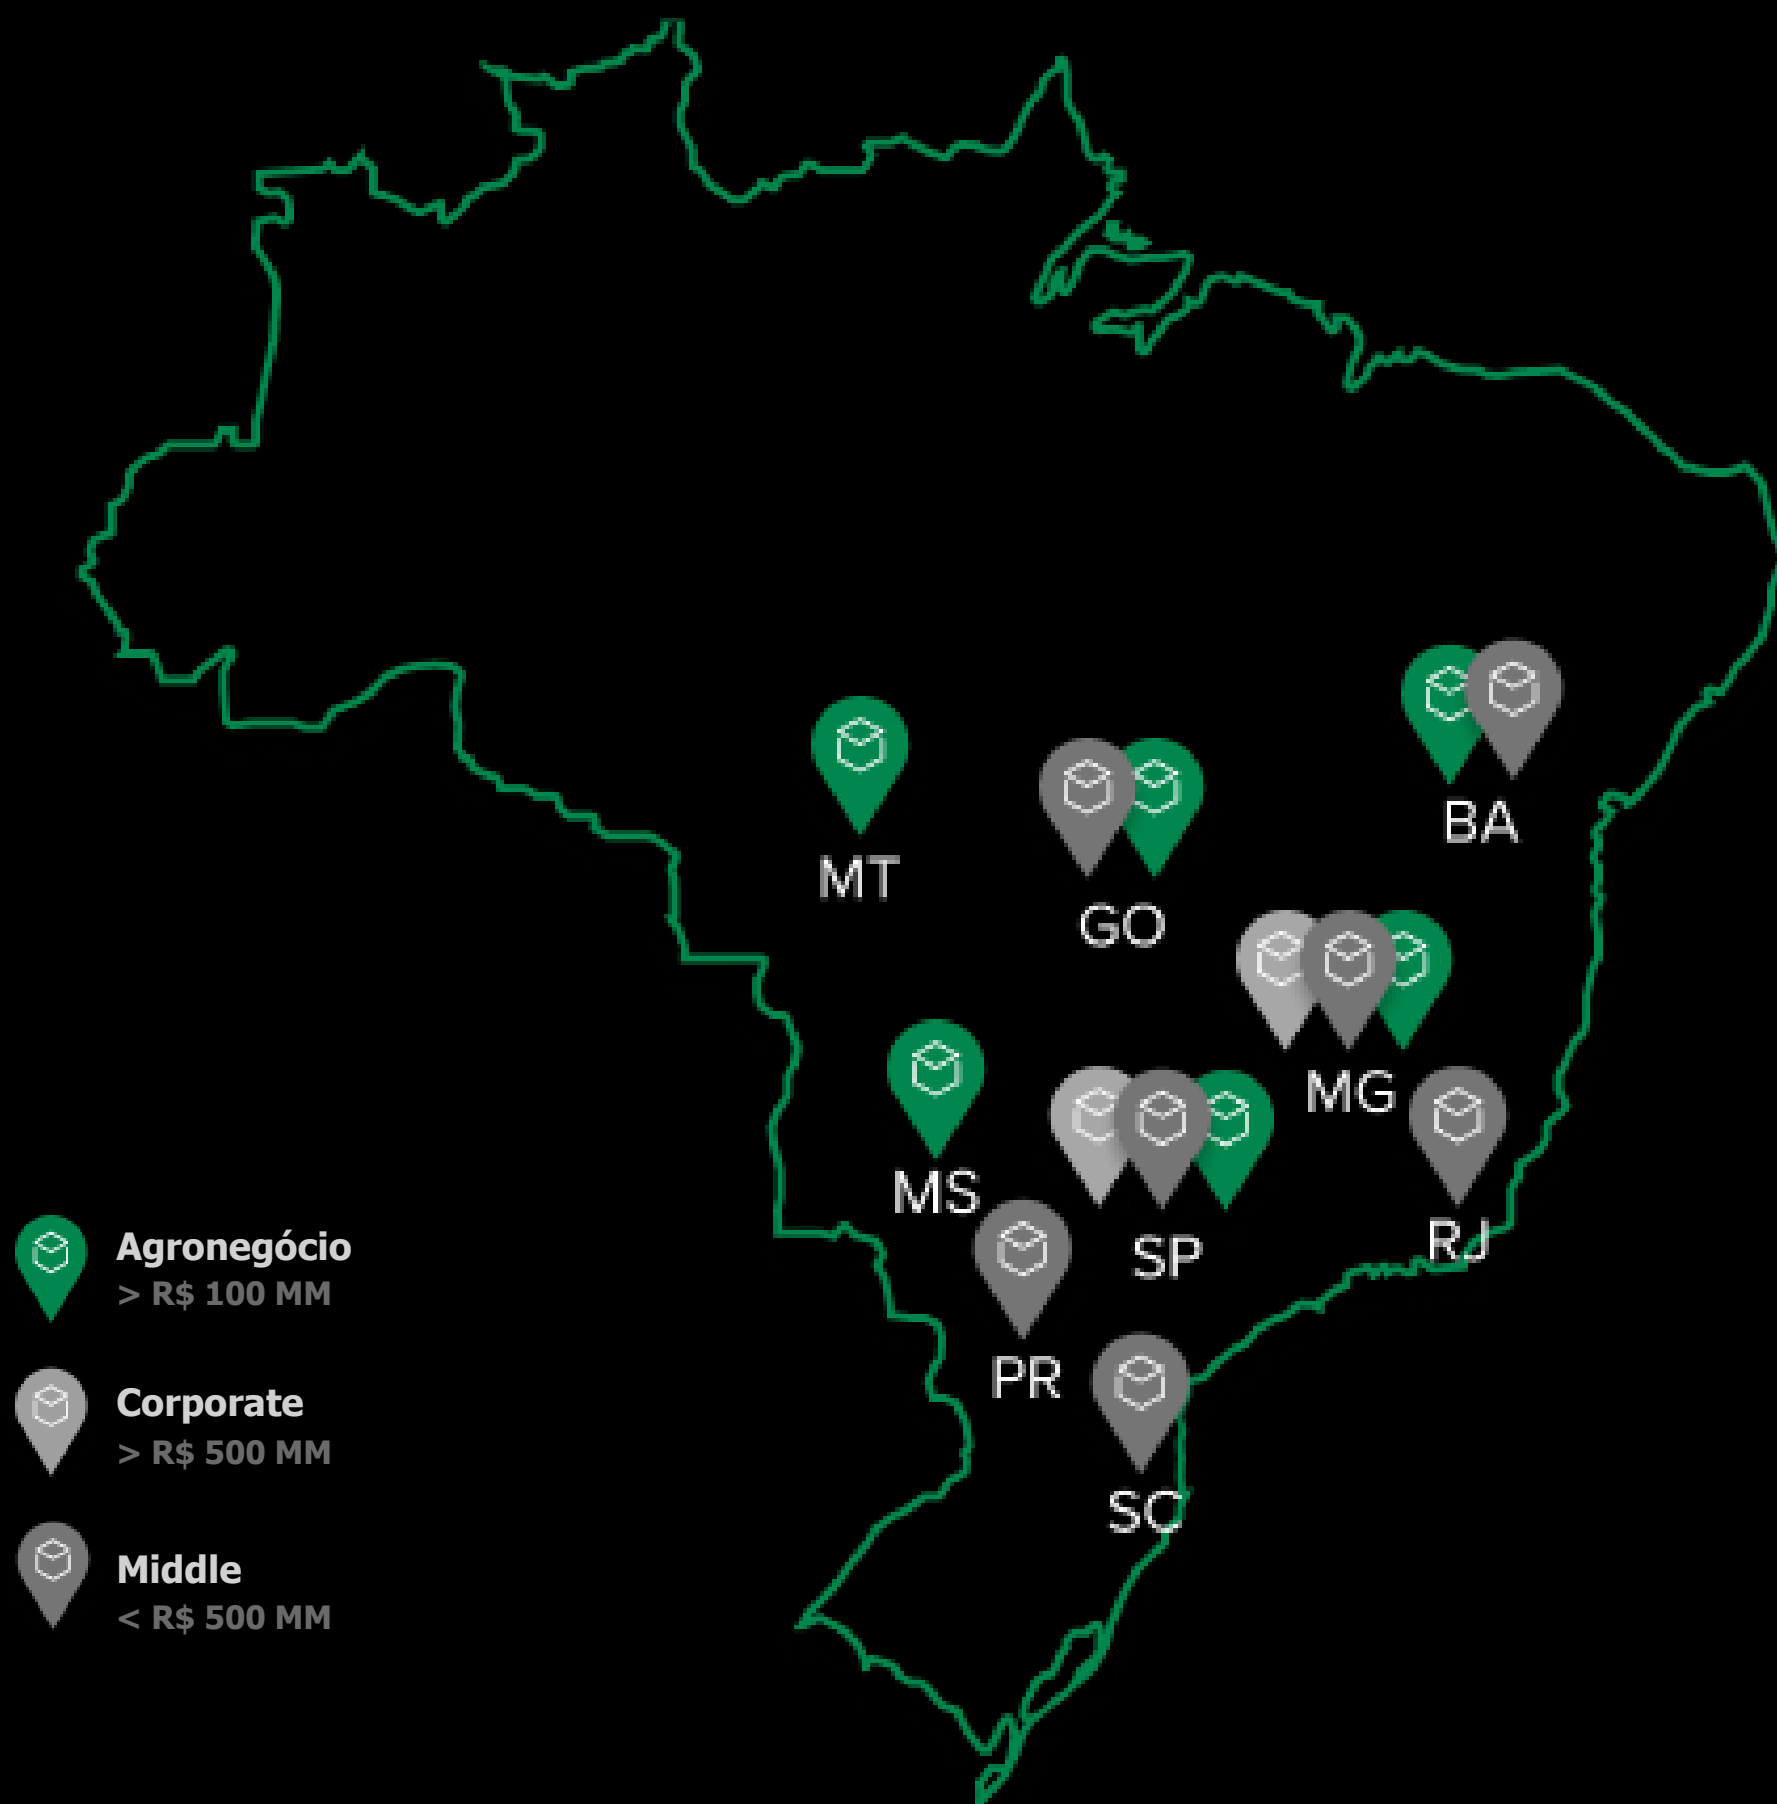 BA
MT
GO
MG
MS
RJ
SP
PR
SC
Agronegócio
> R$ 100 MM
Corporate
> R$ 500 MM
Middle
< R$ 500 MM